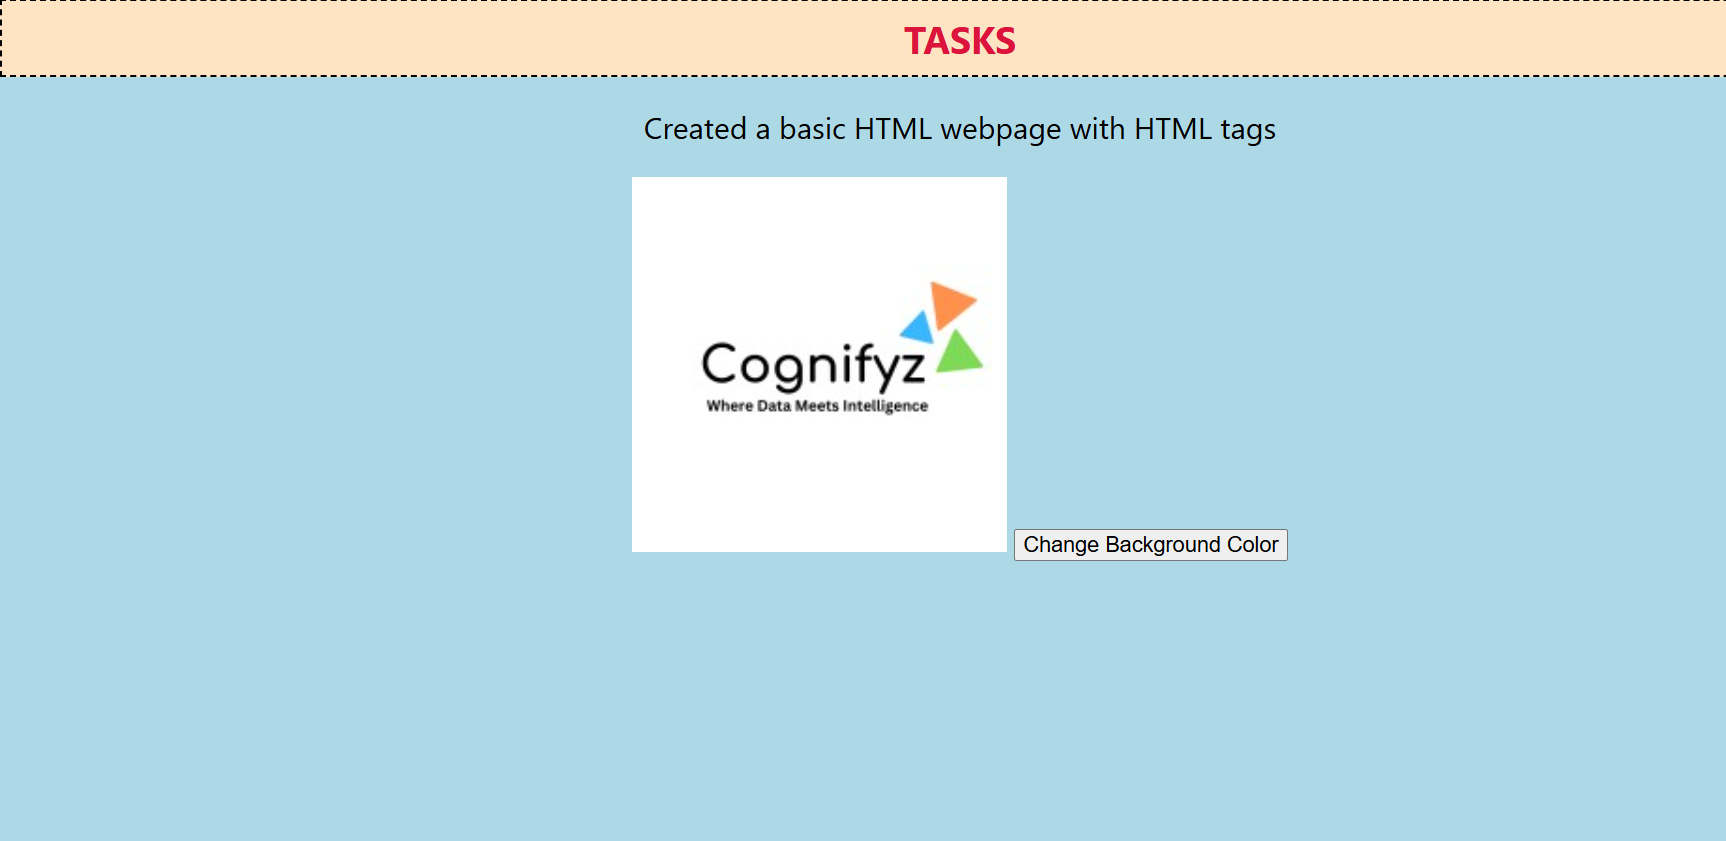 TASKS
Created a basic HTML webpage with HTML tags
Cognifyz
Where Data Meets Intelligence
Change Background Color